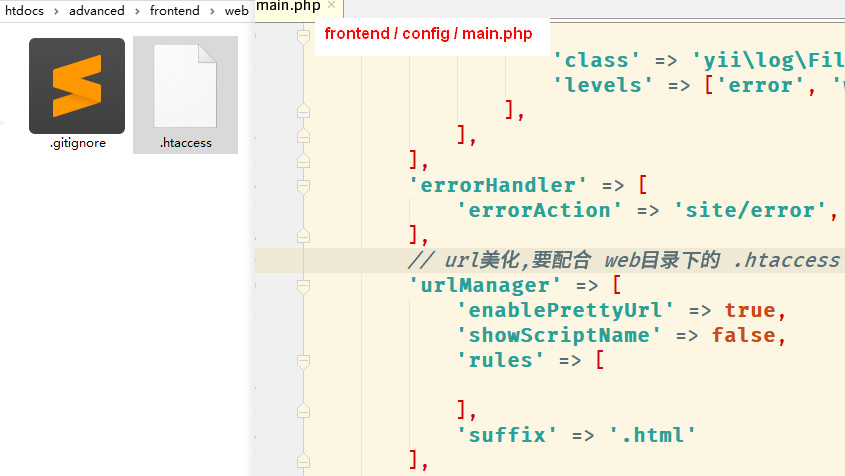 htdocs > advanced > frontend > web
.gitignore
.htaccess
main.php ×
frontend / config / main.php
'class' => 'yii\log\Fil
'levels' => ['error', 'w
],
],
],
'errorHandler' => [
'errorAction' => 'site/error',
],
// url美化,要配合 web目录下的 .htaccess
'urlManager' => [
'enablePrettyUrl' => true,
'showScriptName' => false,
'rules' => [
],
'suffix' => '.html'
],